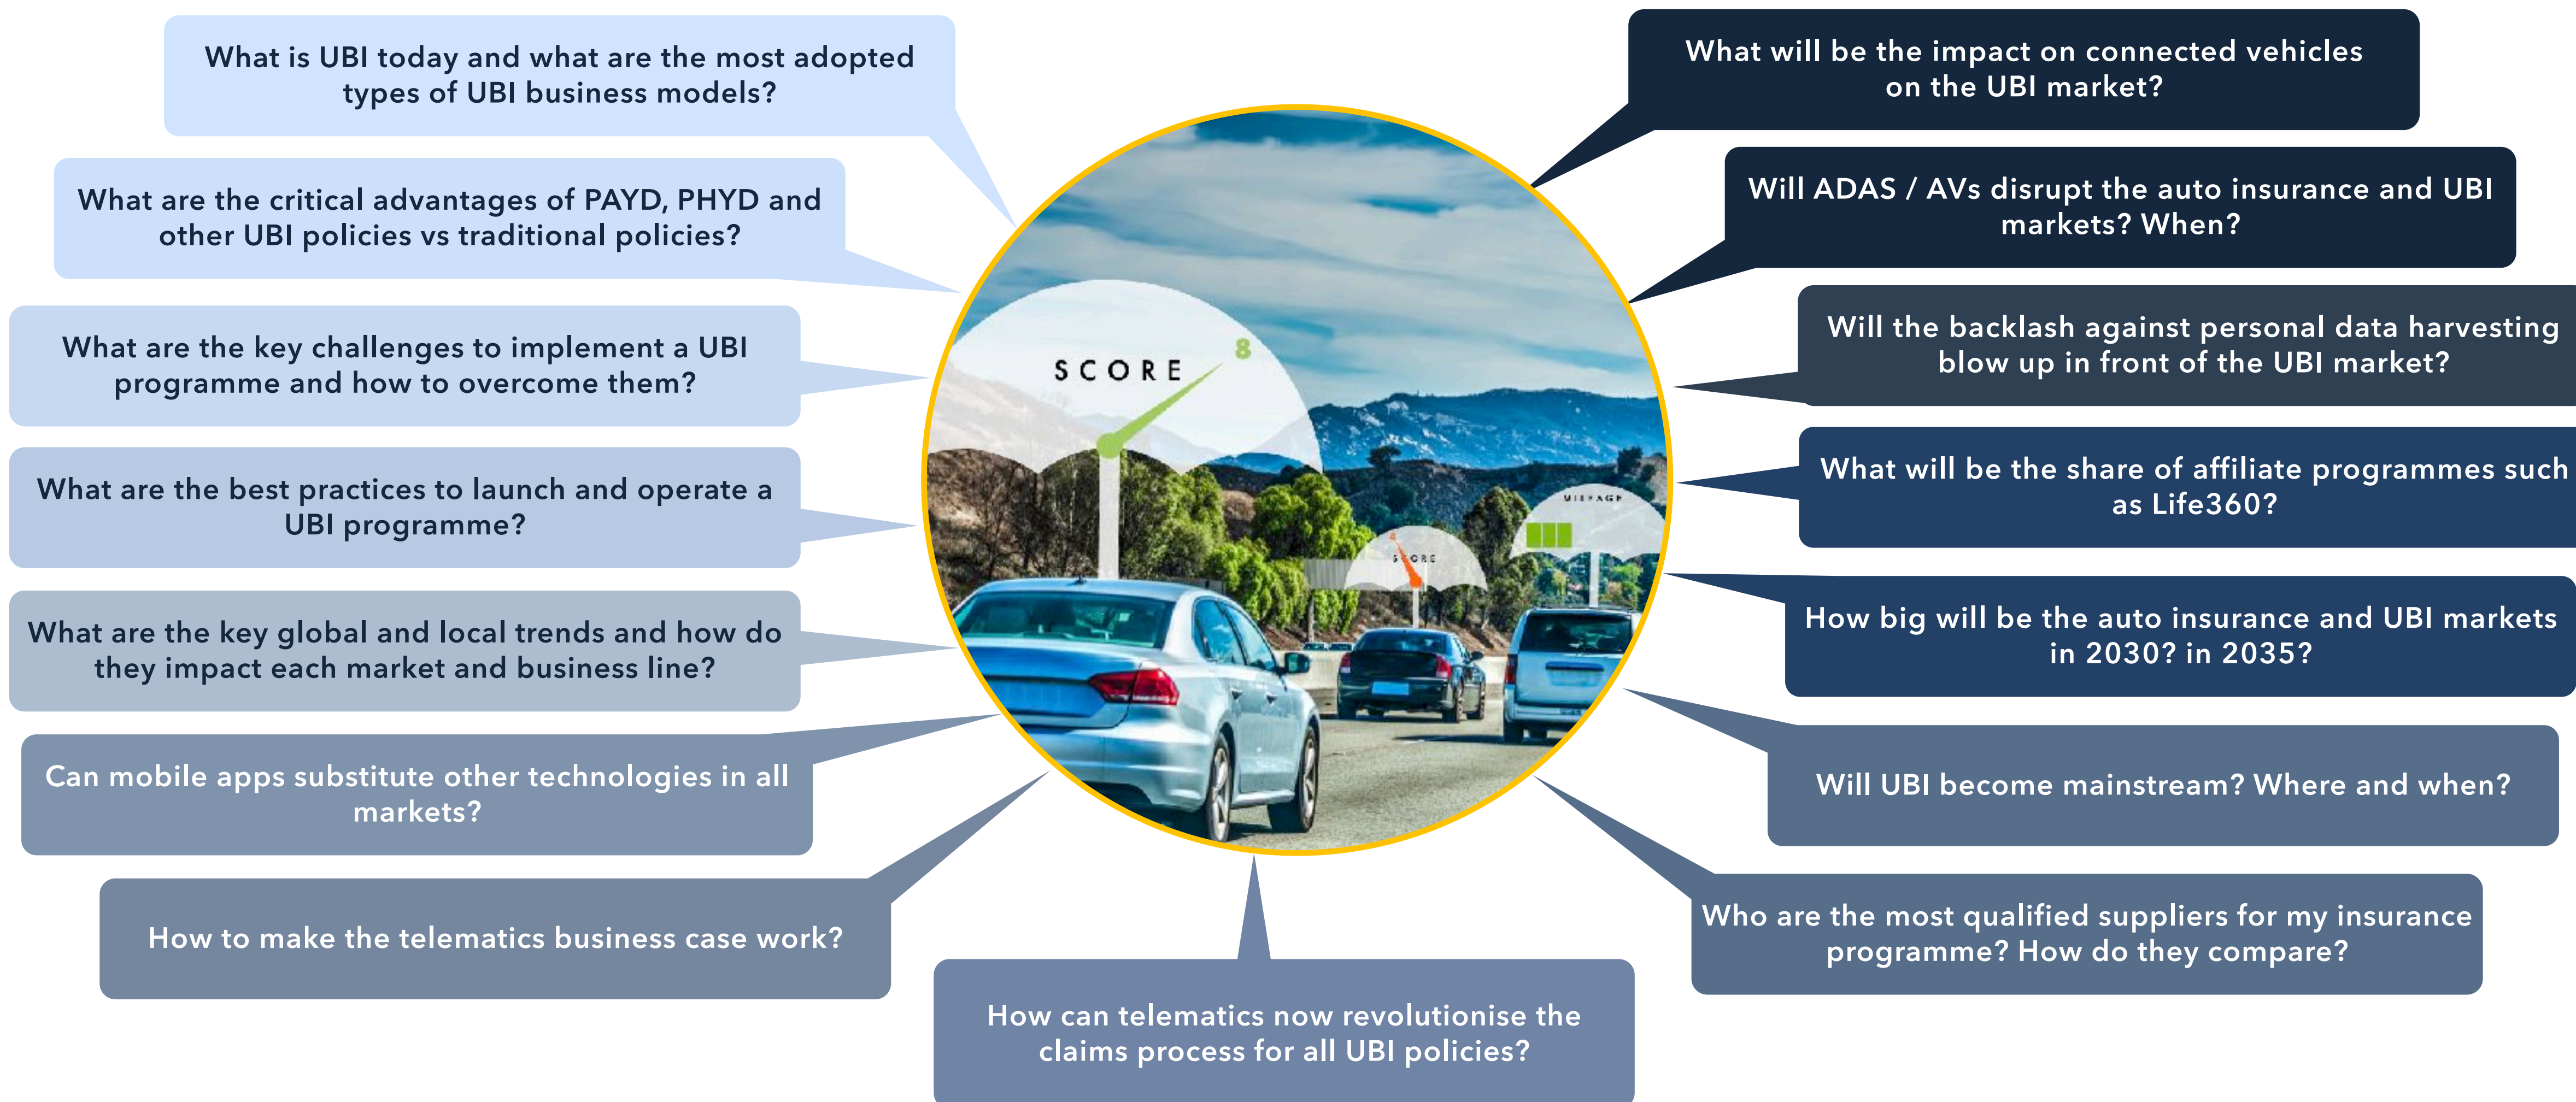 What is UBI today and what are the most adopted
types of UBI business models?
What are the critical advantages of PAYD, PHYD and
other UBI policies vs traditional policies?
What are the key challenges to implement a UBI
programme and how to overcome them?
What are the best practices to launch and operate a
UBI programme?
What are the key global and local trends and how do
they impact each market and business line?
Can mobile apps substitute other technologies in all
markets?
How to make the telematics business case work?
How can telematics now revolutionise the
claims process for all UBI policies?
What will be the impact on connected vehicles
on the UBI market?
Will ADAS / AVs disrupt the auto insurance and UBI
markets? When?
Will the backlash against personal data harvesting
blow up in front of the UBI market?
What will be the share of affiliate programmes such
as Life360?
How big will be the auto insurance and UBI markets
in 2030? in 2035?
Will UBI become mainstream? Where and when?
Who are the most qualified suppliers for my insurance
programme? How do they compare?
8
SCORE
4
SCORE
MILEAGE